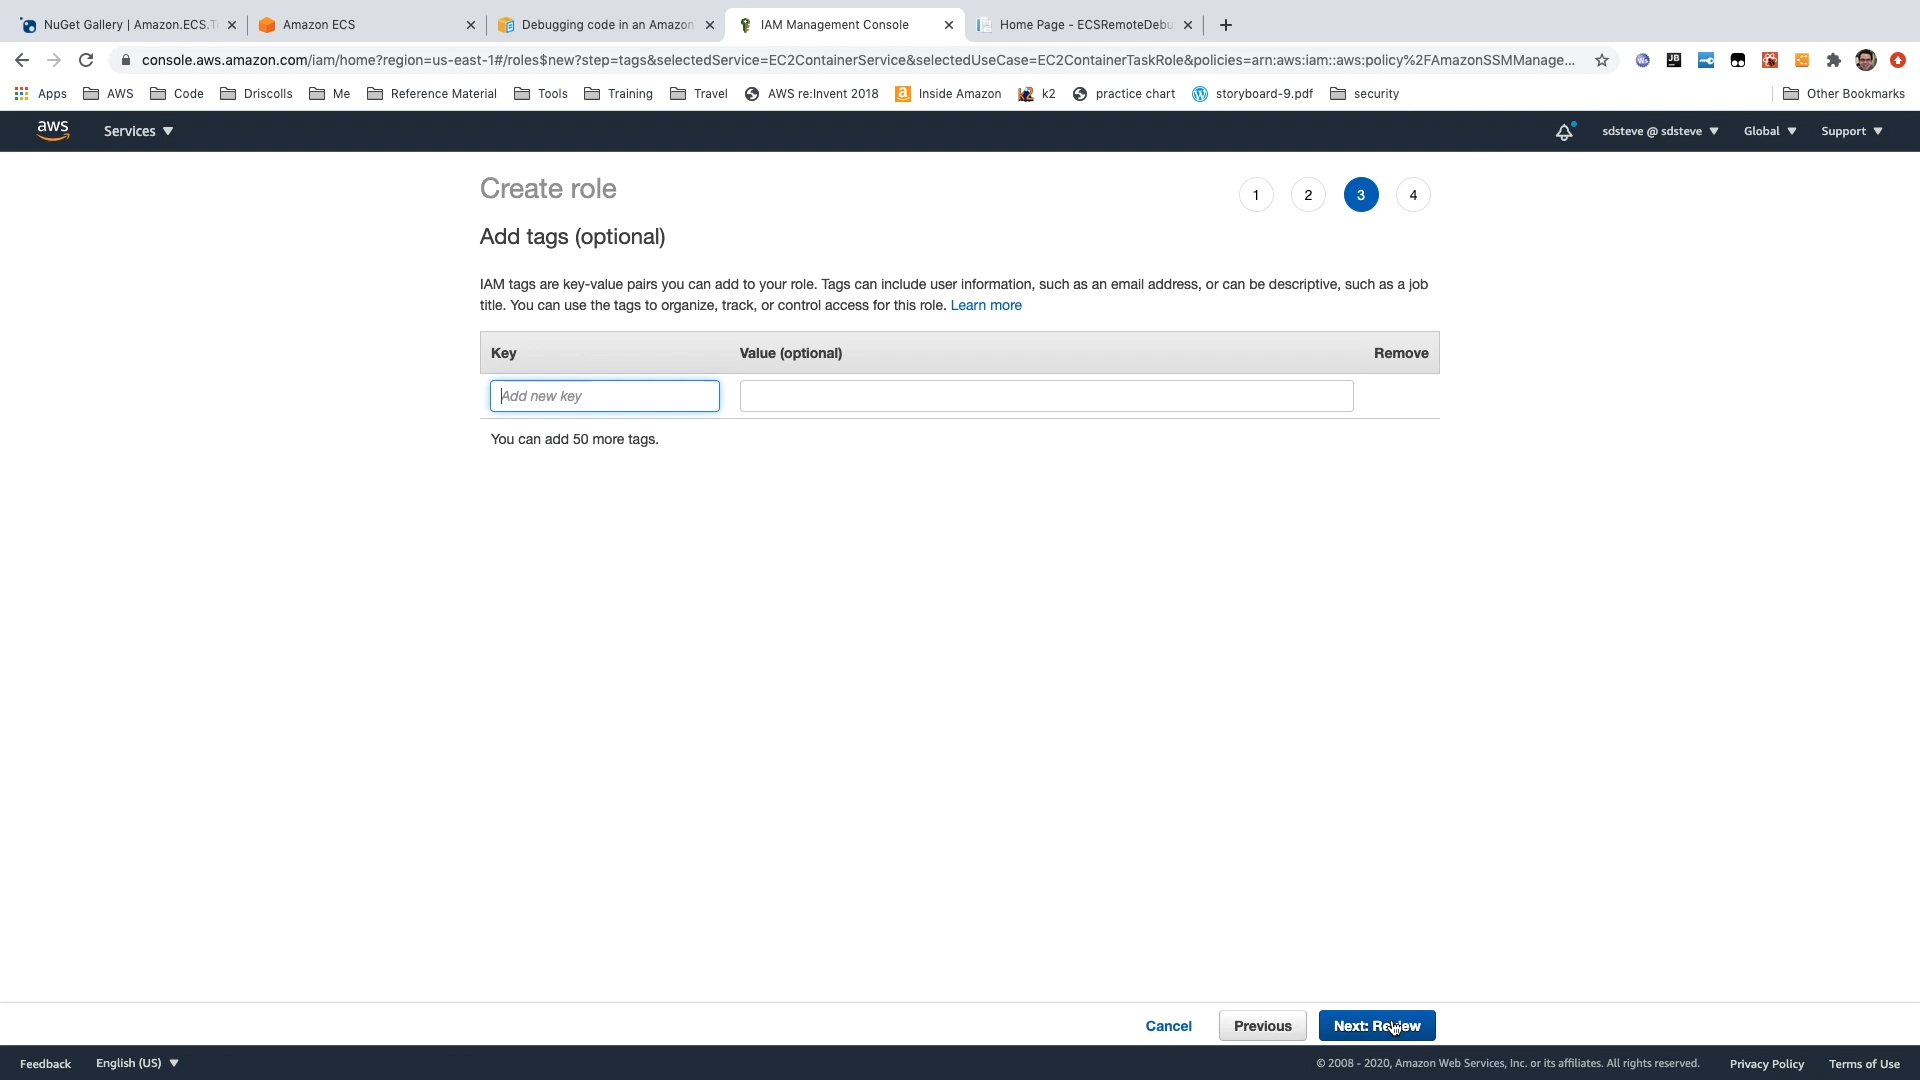 NuGet Gallery | Amazon.ECS.T
Amazon ECS
Debugging code in an Amazon
IAM Management Console
Home Page - ECSRemoteDebu
console.aws.amazon.com/iam/home?region=us-east-1#/roles$new?step=tags&selectedService=EC2ContainerService&selectedUseCase=EC2ContainerTaskRole&policies=arn:aws:iam::aws:policy%2FAmazonSSMManage...
Apps AWS Code Driscolls Me Reference Material Tools Training Travel AWS re:Invent 2018 Inside Amazon k2 practice chart storyboard-9.pdf security Other Bookmarks
aws Services sdsteve @ sdsteve Global Support
Create role
1 2 3 4
Add tags (optional)
IAM tags are key-value pairs you can add to your role. Tags can include user information, such as an email address, or can be descriptive, such as a job
title. You can use the tags to organize, track, or control access for this role. Learn more
Key Value (optional) Remove
Add new key
You can add 50 more tags.
Cancel Previous Next: Review
Feedback English (US) © 2008 - 2020, Amazon Web Services, Inc. or its affiliates. All rights reserved. Privacy Policy Terms of Use